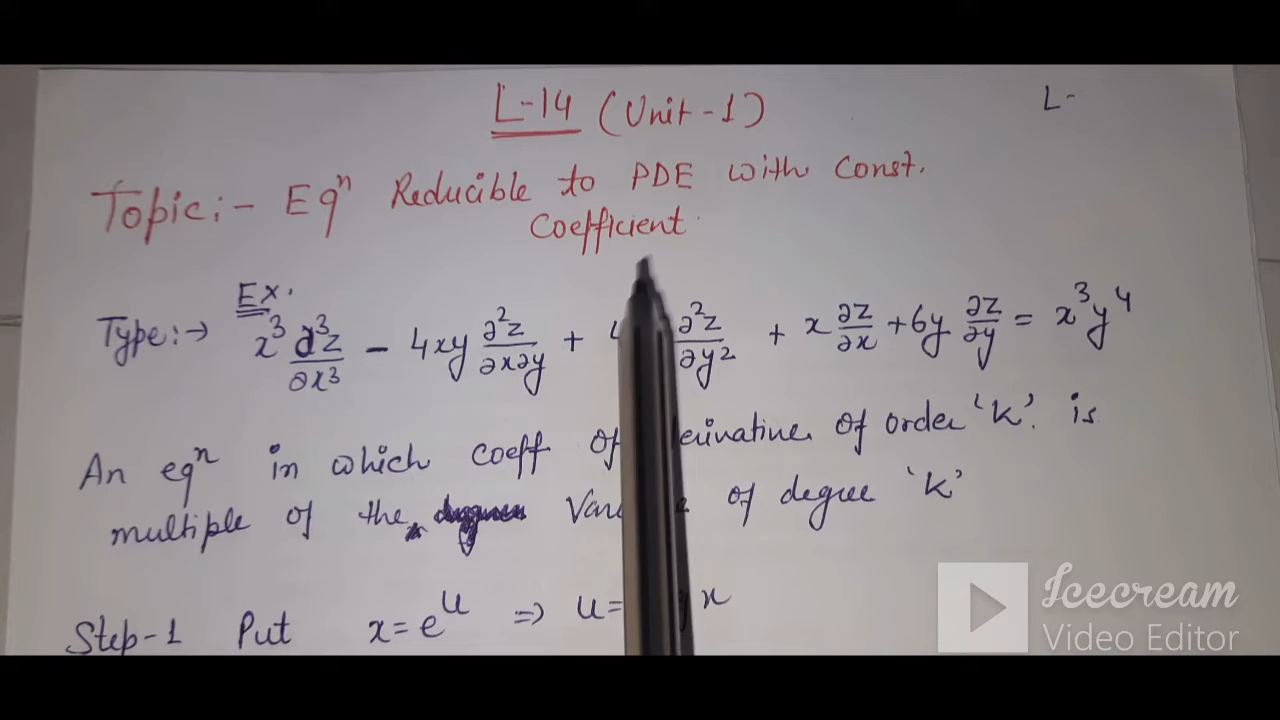 L-14 (Unit-1)
L-
Topic:- Eqⁿ Reducible to PDE with Const.
Coefficient
Ex.
Type:→ x³ ∂³z/∂x³ - 4xy ∂²z/∂x∂y + 4 ∂²z/∂y² + x ∂z/∂x + 6y ∂z/∂y = x³y⁴
An eqⁿ in which coeff of derivative of order 'K' is
multiple of the of degree 'K'
Step-1 Put x=e^u ⇒ u= x
Icecream
Video Editor